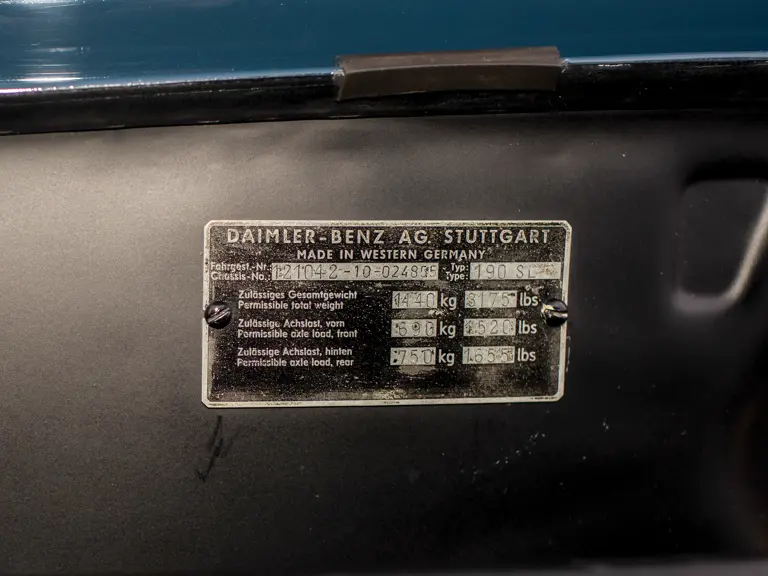 DAIMLER-BENZ AG. STUTTGART
MADE IN WESTERN GERMANY
Fahrgest.-Nr.: Typ:
Chassis-No.: 121042-10- Type: 190 SL
Zulässiges Gesamtgewicht
Permissible total weight 1440 kg 3175 lbs
Zulässige Achslast, vorn
Permissible axle load, front kg 1520 lbs
Zulässige Achslast, hinten
Permissible axle load, rear 750 kg 1655 lbs